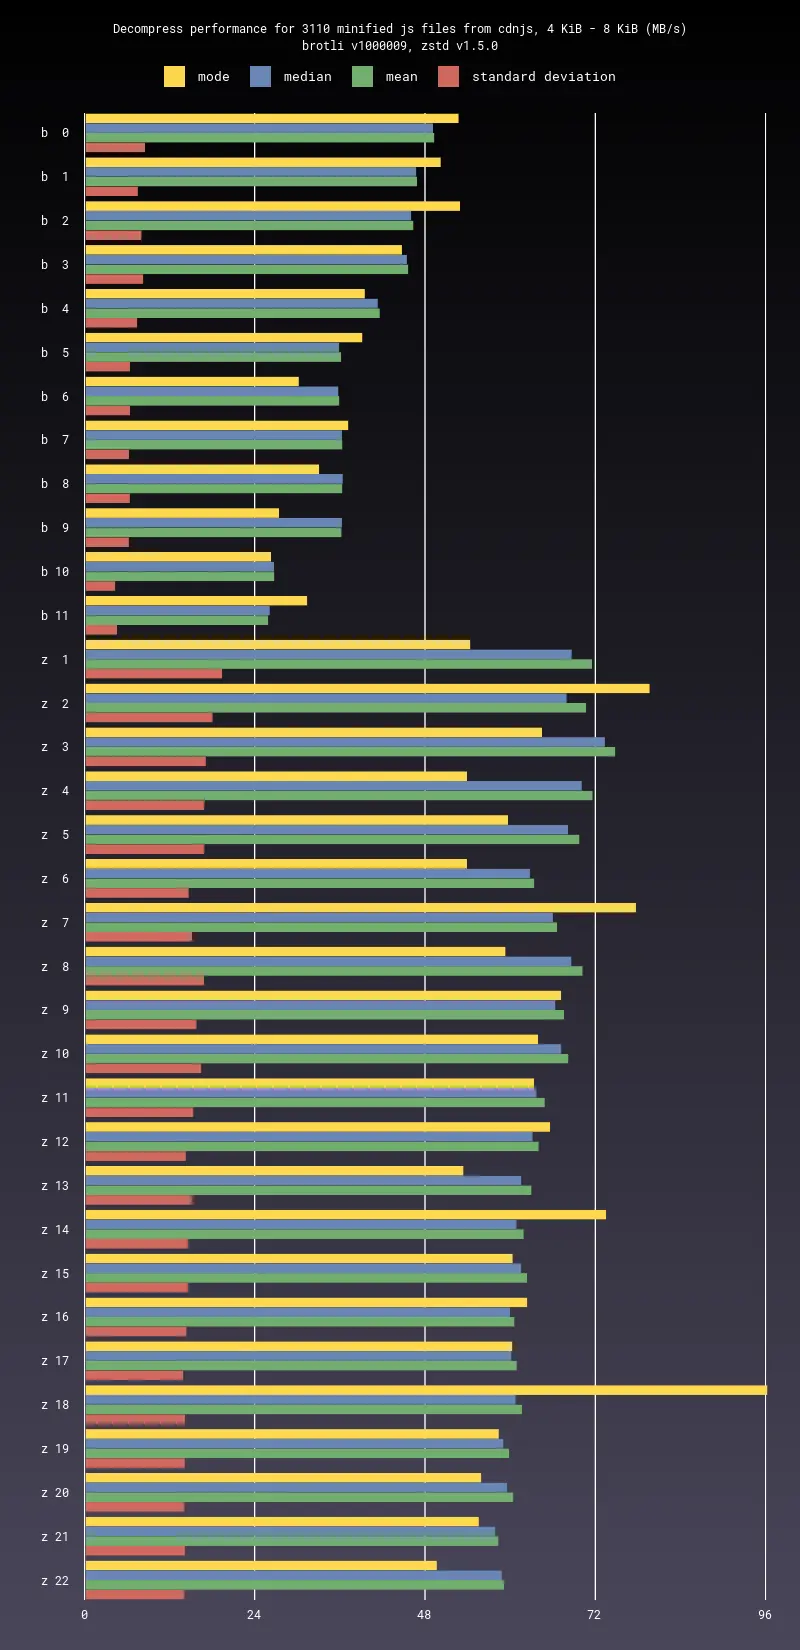 Decompress performance for 3110 minified js files from cdnjs, 4 KiB - 8 KiB (MB/s)
brotli v1000009, zstd v1.5.0
mode median mean standard deviation
b 0
b 1
b 2
b 3
b 4
b 5
b 6
b 7
b 8
b 9
b 10
b 11
z 1
z 2
z 3
z 4
z 5
z 6
z 7
z 8
z 9
z 10
z 11
z 12
z 13
z 14
z 15
z 16
z 17
z 18
z 19
z 20
z 21
z 22
0 24 48 72 96